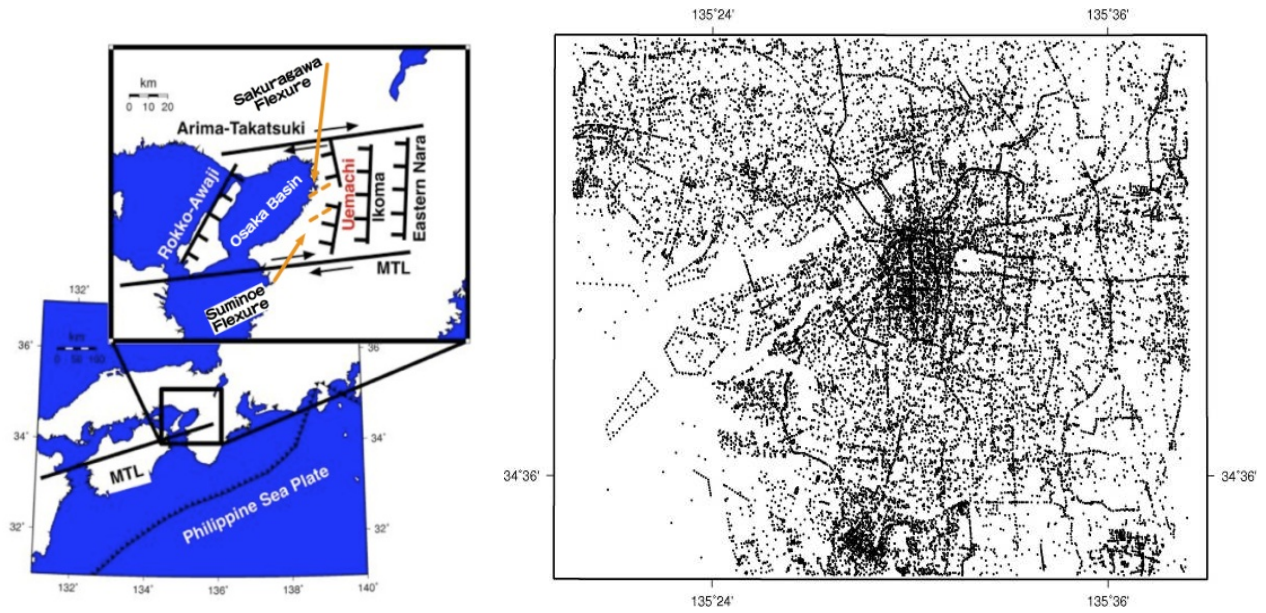 km
0 10 20
Sakuragawa
Flexure
Arima-Takatsuki
Rokko-Awaji
Osaka Basin
Uemachi
Ikoma
Eastern Nara
MTL
Suminoe
Flexure
132˚
km
0 50 100
36˚
36
34˚
34˚
32˚
32˚
MTL
Philippine Sea Plate
132˚
134˚
136˚
138˚
140˚
135˚24'
135˚36'
34˚36'
34˚36'
135˚24'
135˚36'